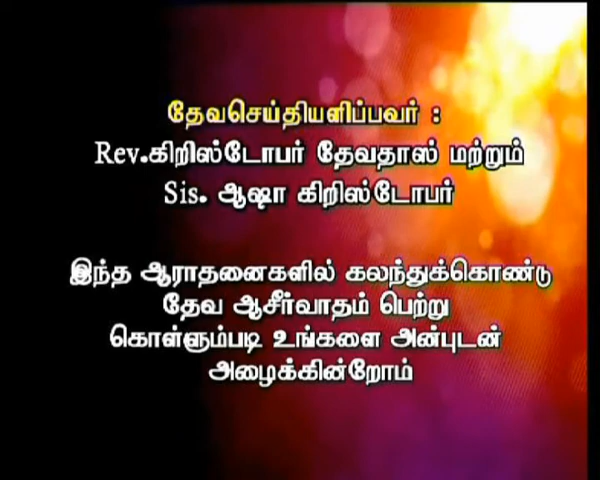 தேவசெய்தியளிப்பவர் :
Rev.கிறிஸ்டோபர் தேவதாஸ் மற்றும்
Sis. ஆஷா கிறிஸ்டோபர்
இந்த ஆராதனைகளில் கலந்துக்கொண்டு
தேவ ஆசீர்வாதம் பெற்று
கொள்ளும்படி உங்களை அன்புடன்
அழைக்கின்றோம்